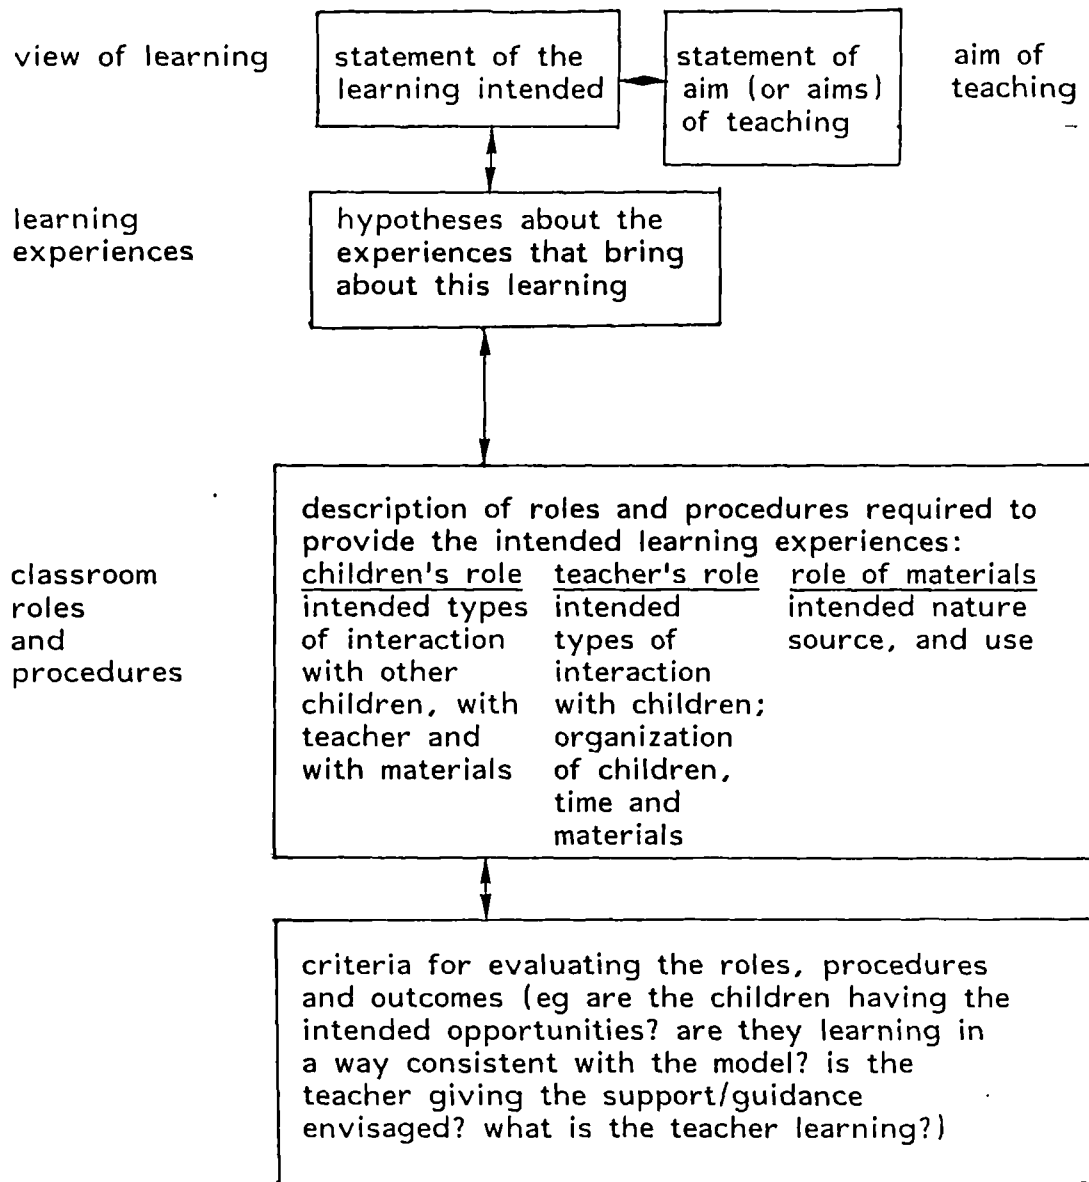 view of learning
statement of the
learning intended
statement of
aim (or aims)
of teaching
aim of
teaching
learning
experiences
hypotheses about the
experiences that bring
about this learning
classroom
roles
and
procedures
description of roles and procedures required to
provide the intended learning experiences:
children's role
intended types
of interaction
with other
children, with
teacher and
with materials
teacher's role
intended
types of
interaction
with children;
organization
of children,
time and
materials
role of materials
intended nature
source, and use
criteria for evaluating the roles, procedures
and outcomes (eg are the children having the
intended opportunities? are they learning in
a way consistent with the model? is the
teacher giving the support/guidance
envisaged? what is the teacher learning?)